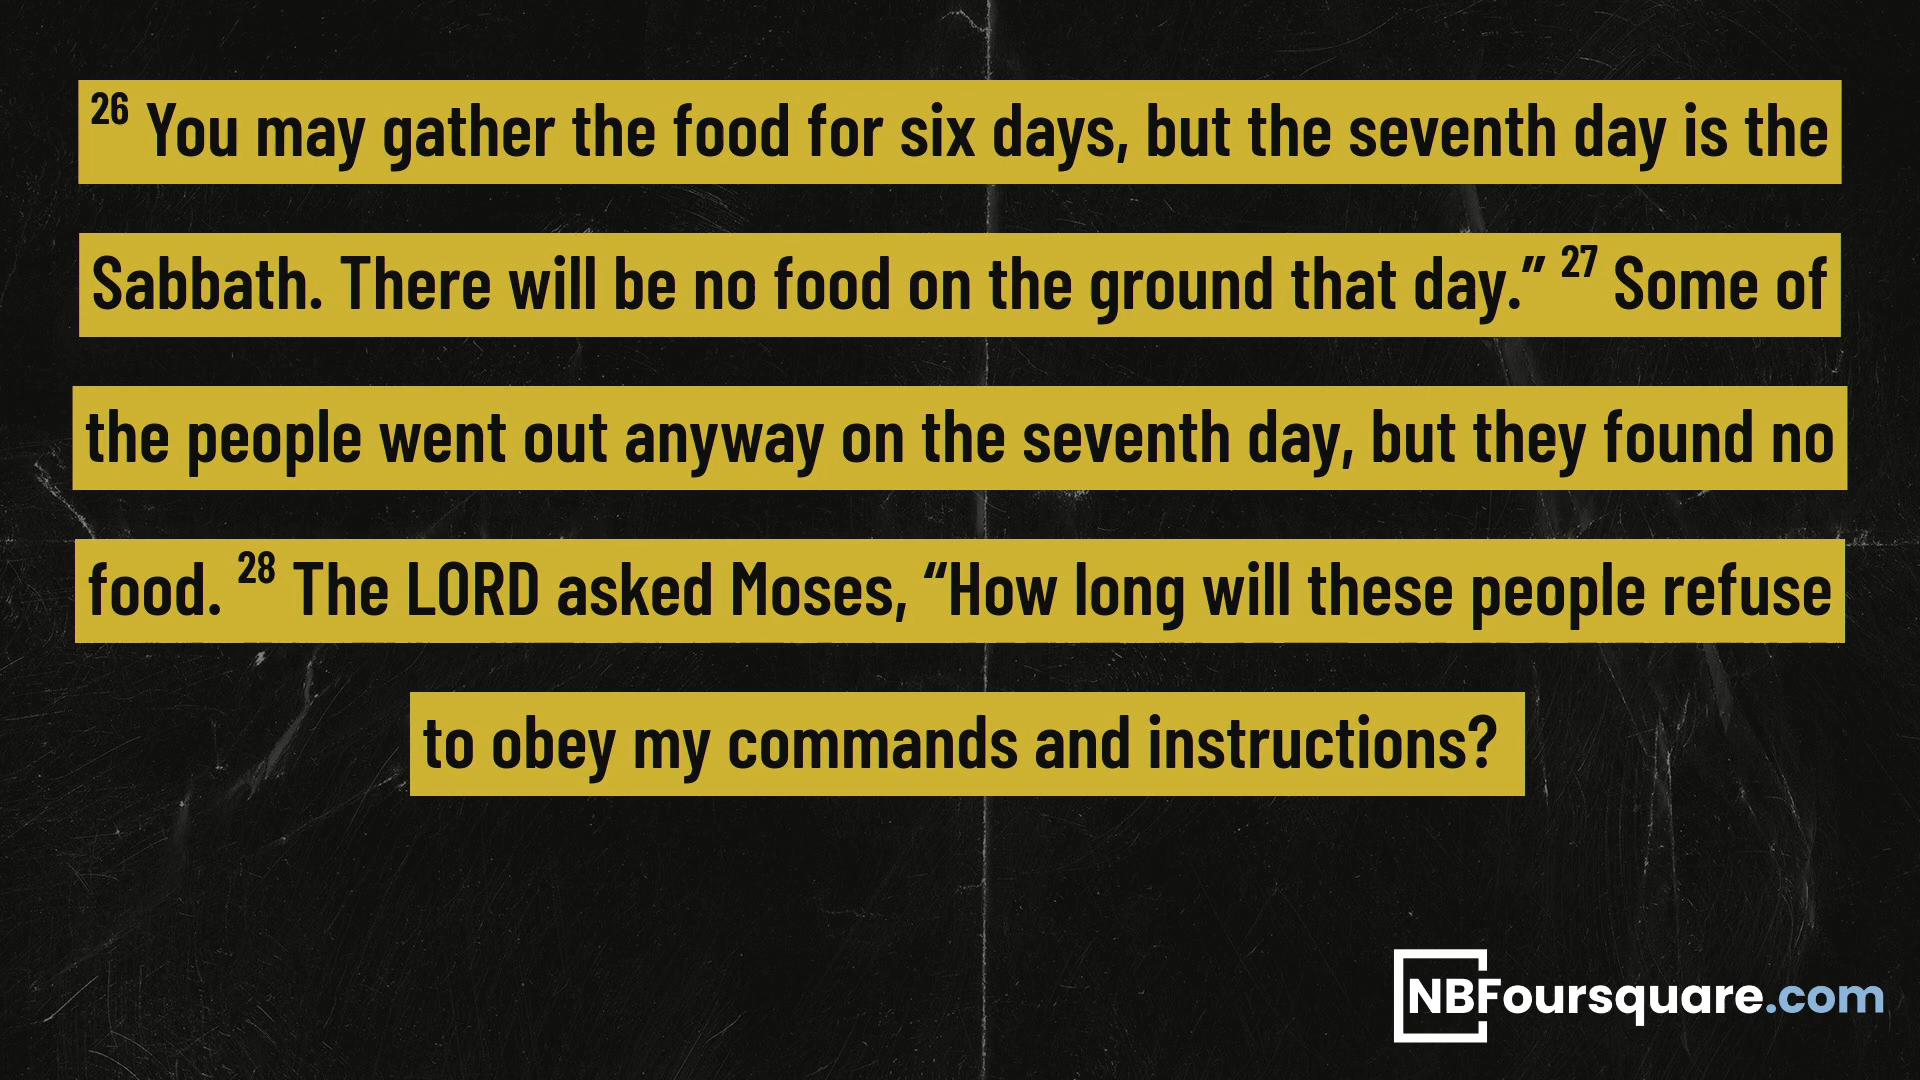 26 You may gather the food for six days, but the seventh day is the
Sabbath. There will be no food on the ground that day.” 27 Some of
the people went out anyway on the seventh day, but they found no
food. 28 The LORD asked Moses, “How long will these people refuse
to obey my commands and instructions?
NBFoursquare.com